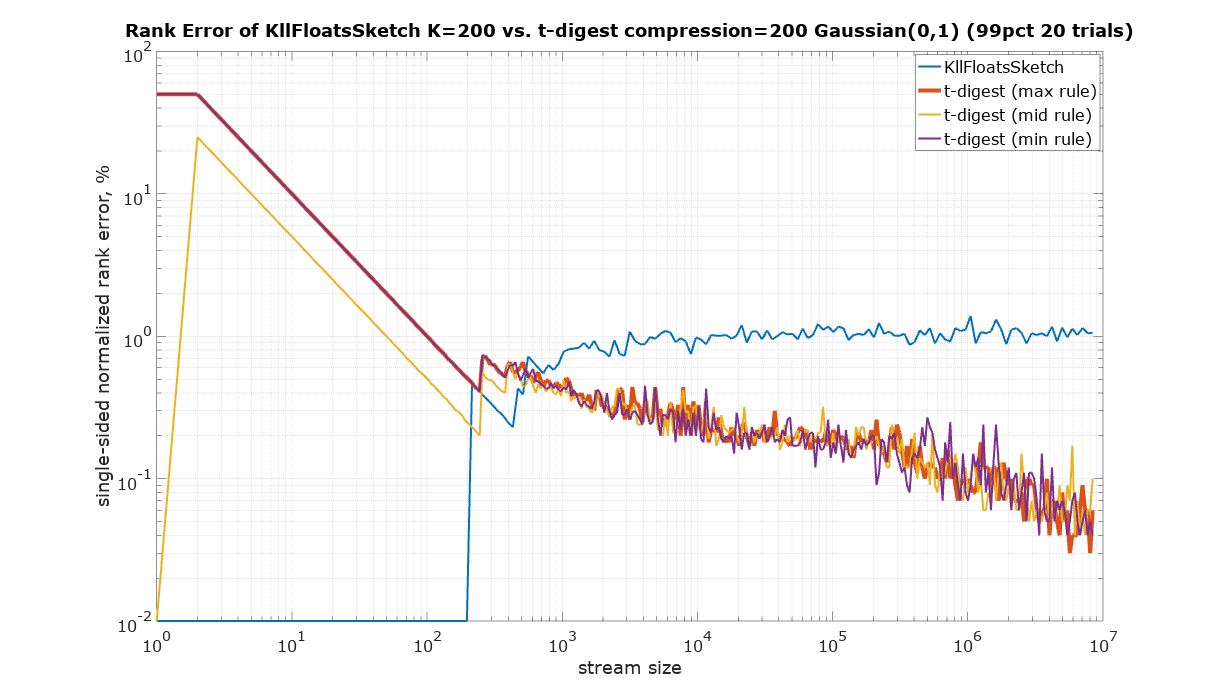 Rank Error of KllFloatsSketch K=200 vs. t-digest compression=200 Gaussian(0,1) (99pct 20 trials)
KllFloatsSketch
t-digest (max rule)
t-digest (mid rule)
t-digest (min rule)
single-sided normalized rank error, %
10^2
10^1
10^0
10^-1
10^-2
10^0 10^1 10^2 10^3 10^4 10^5 10^6 10^7
stream size